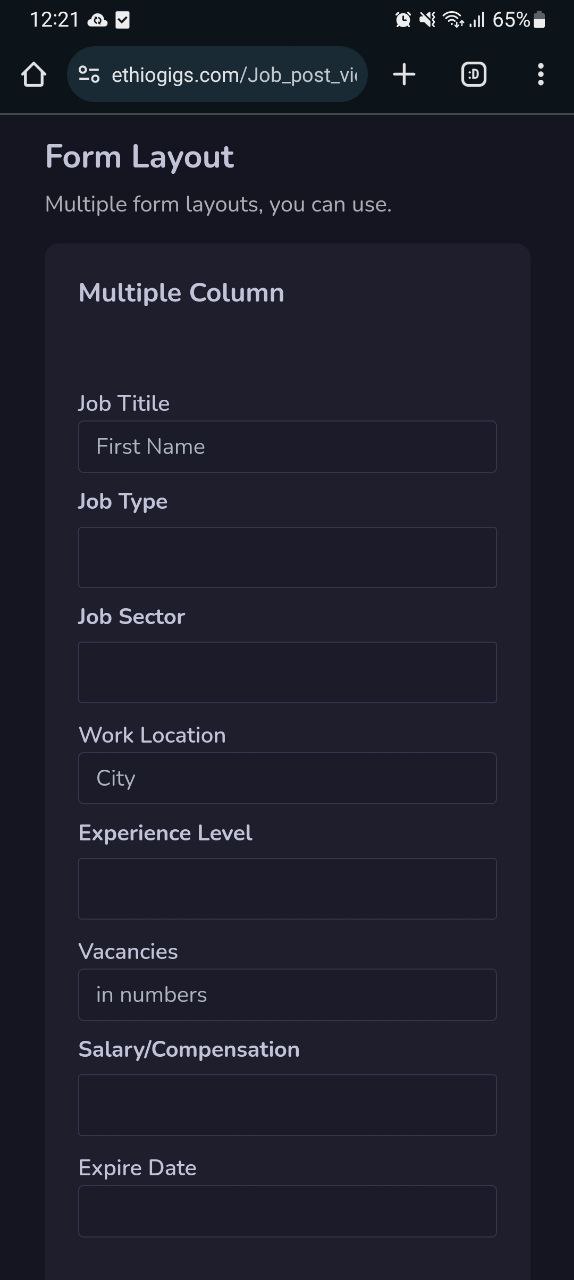 12:21
65%
ethiogigs.com/Job_post_vi
:D
Form Layout
Multiple form layouts, you can use.
Multiple Column
Job Titile
First Name
Job Type
Job Sector
Work Location
City
Experience Level
Vacancies
in numbers
Salary/Compensation
Expire Date